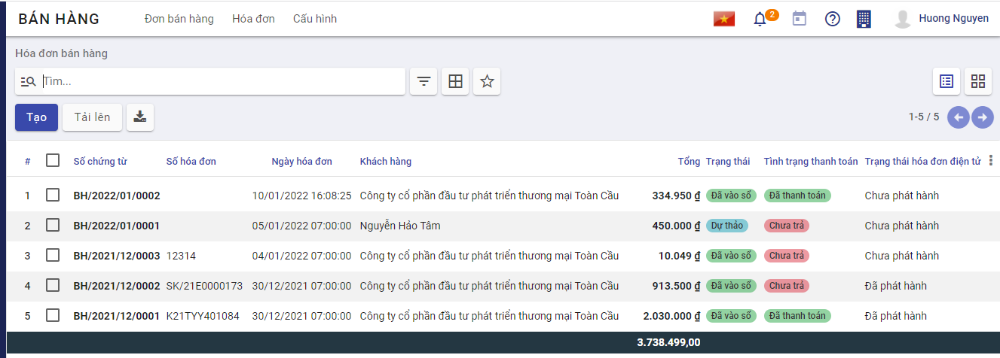 BÁN HÀNG Đơn bán hàng Hóa đơn Cấu hình 2 Huong Nguyen
Hóa đơn bán hàng
Tìm...
Tạo Tải lên 1-5 / 5
# Số chứng từ Số hóa đơn Ngày hóa đơn Khách hàng Tổng Trạng thái Tình trạng thanh toán Trạng thái hóa đơn điện tử
1 BH/2022/01/0002 10/01/2022 16:08:25 Công ty cổ phần đầu tư phát triển thương mại Toàn Cầu 334.950 ₫ Đã vào sổ Đã thanh toán Chưa phát hành
2 BH/2022/01/0001 05/01/2022 07:00:00 Nguyễn Hảo Tâm 450.000 ₫ Dự thảo Chưa trả Chưa phát hành
3 BH/2021/12/0003 12314 04/01/2022 07:00:00 Công ty cổ phần đầu tư phát triển thương mại Toàn Cầu 10.049 ₫ Đã vào sổ Chưa trả Chưa phát hành
4 BH/2021/12/0002 SK/21E0000173 30/12/2021 07:00:00 Công ty cổ phần đầu tư phát triển thương mại Toàn Cầu 913.500 ₫ Đã vào sổ Chưa trả Đã phát hành
5 BH/2021/12/0001 K21TYY401084 30/12/2021 07:00:00 Công ty cổ phần đầu tư phát triển thương mại Toàn Cầu 2.030.000 ₫ Đã vào sổ Đã thanh toán Đã phát hành
3.738.499,00